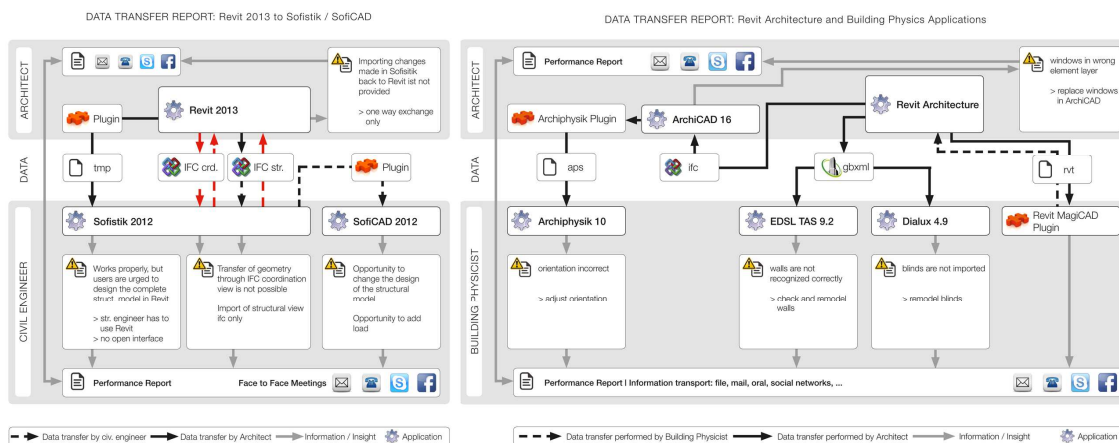 DATA TRANSFER REPORT: Revit 2013 to Sofistik / SofiCAD
ARCHITECT
Importing changes
made in Sofisitik
back to Revit ist not
provided
> one way exchange
only
Plugin
Revit 2013
DATA
tmp
IFC crd.
IFC str.
Plugin
CIVIL ENGINEER
Sofistik 2012
SofiCAD 2012
Works properly, but
users are urged to
design the complete
struct. model in Revit
> str. engineer has to
use Revit
> no open interface
Transfer of geometry
through IFC coordination
view is not possible
Import of structural view
ifc only
Opportunity to
change the design
of the structural
model
Opportunity to add
load
Performance Report
Face to Face Meetings
Data transfer by civ. engineer
Data transfer by Architect
Information / Insight
Application
DATA TRANSFER REPORT: Revit Architecture and Building Physics Applications
ARCHITECT
Performance Report
windows in wrong
element layer
> replace windows
in ArchiCAD
Archiphysik Plugin
ArchiCAD 16
Revit Architecture
DATA
aps
ifc
gbxml
rvt
BUILDING PHYSICIST
Archiphysik 10
EDSL TAS 9.2
Dialux 4.9
Revit MagiCAD
Plugin
orientation incorrect
> adjust orientation
walls are not
recognized correctly
> check and remodel
walls
blinds are not imported
> remodel blinds
Performance Report I Information transport: file, mail, oral, social networks, ...
Data transfer performed by Building Physicist
Data transfer performed by Architect
Information / Insight
Application